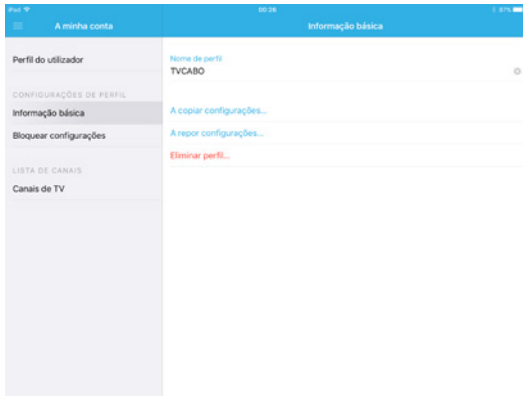 iPad
00:26
87%
A minha conta
Informação básica
Perfil do utilizador
CONFIGURAÇÕES DE PERFIL
Informação básica
Bloquear configurações
LISTA DE CANAIS
Canais de TV
Nome de perfil
TVCABO
A copiar configurações...
A repor configurações...
Eliminar perfil...